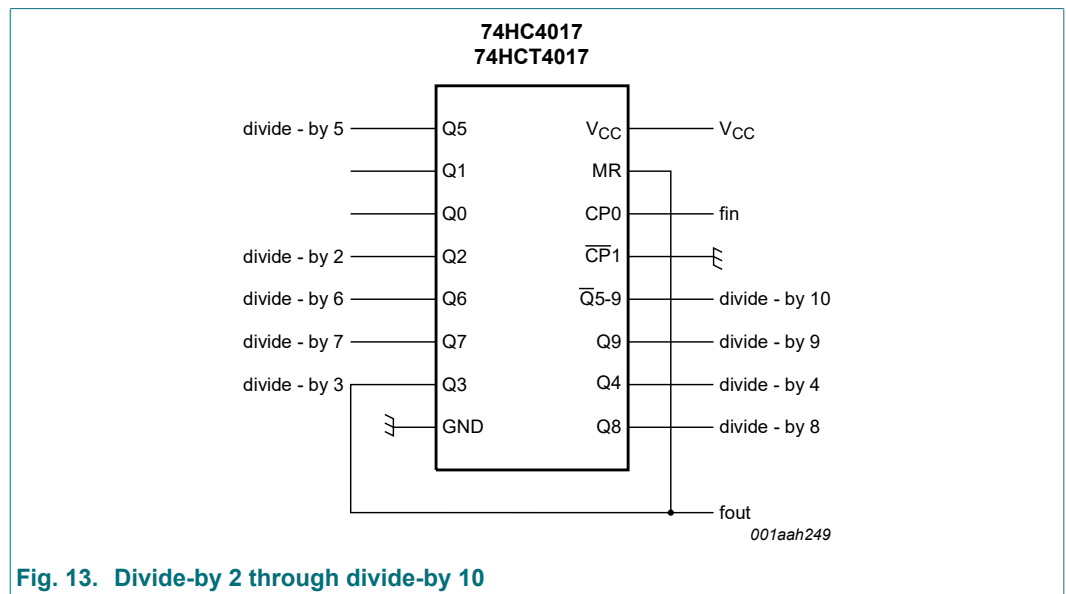 74HC4017
74HCT4017
divide - by 5 Q5 VCC VCC
Q1 MR
Q0 CP0 fin
divide - by 2 Q2 C̅P̅1
divide - by 6 Q6 Q̅5-9 divide - by 10
divide - by 7 Q7 Q9 divide - by 9
divide - by 3 Q3 Q4 divide - by 4
GND Q8 divide - by 8
fout
001aah249
Fig. 13. Divide-by 2 through divide-by 10